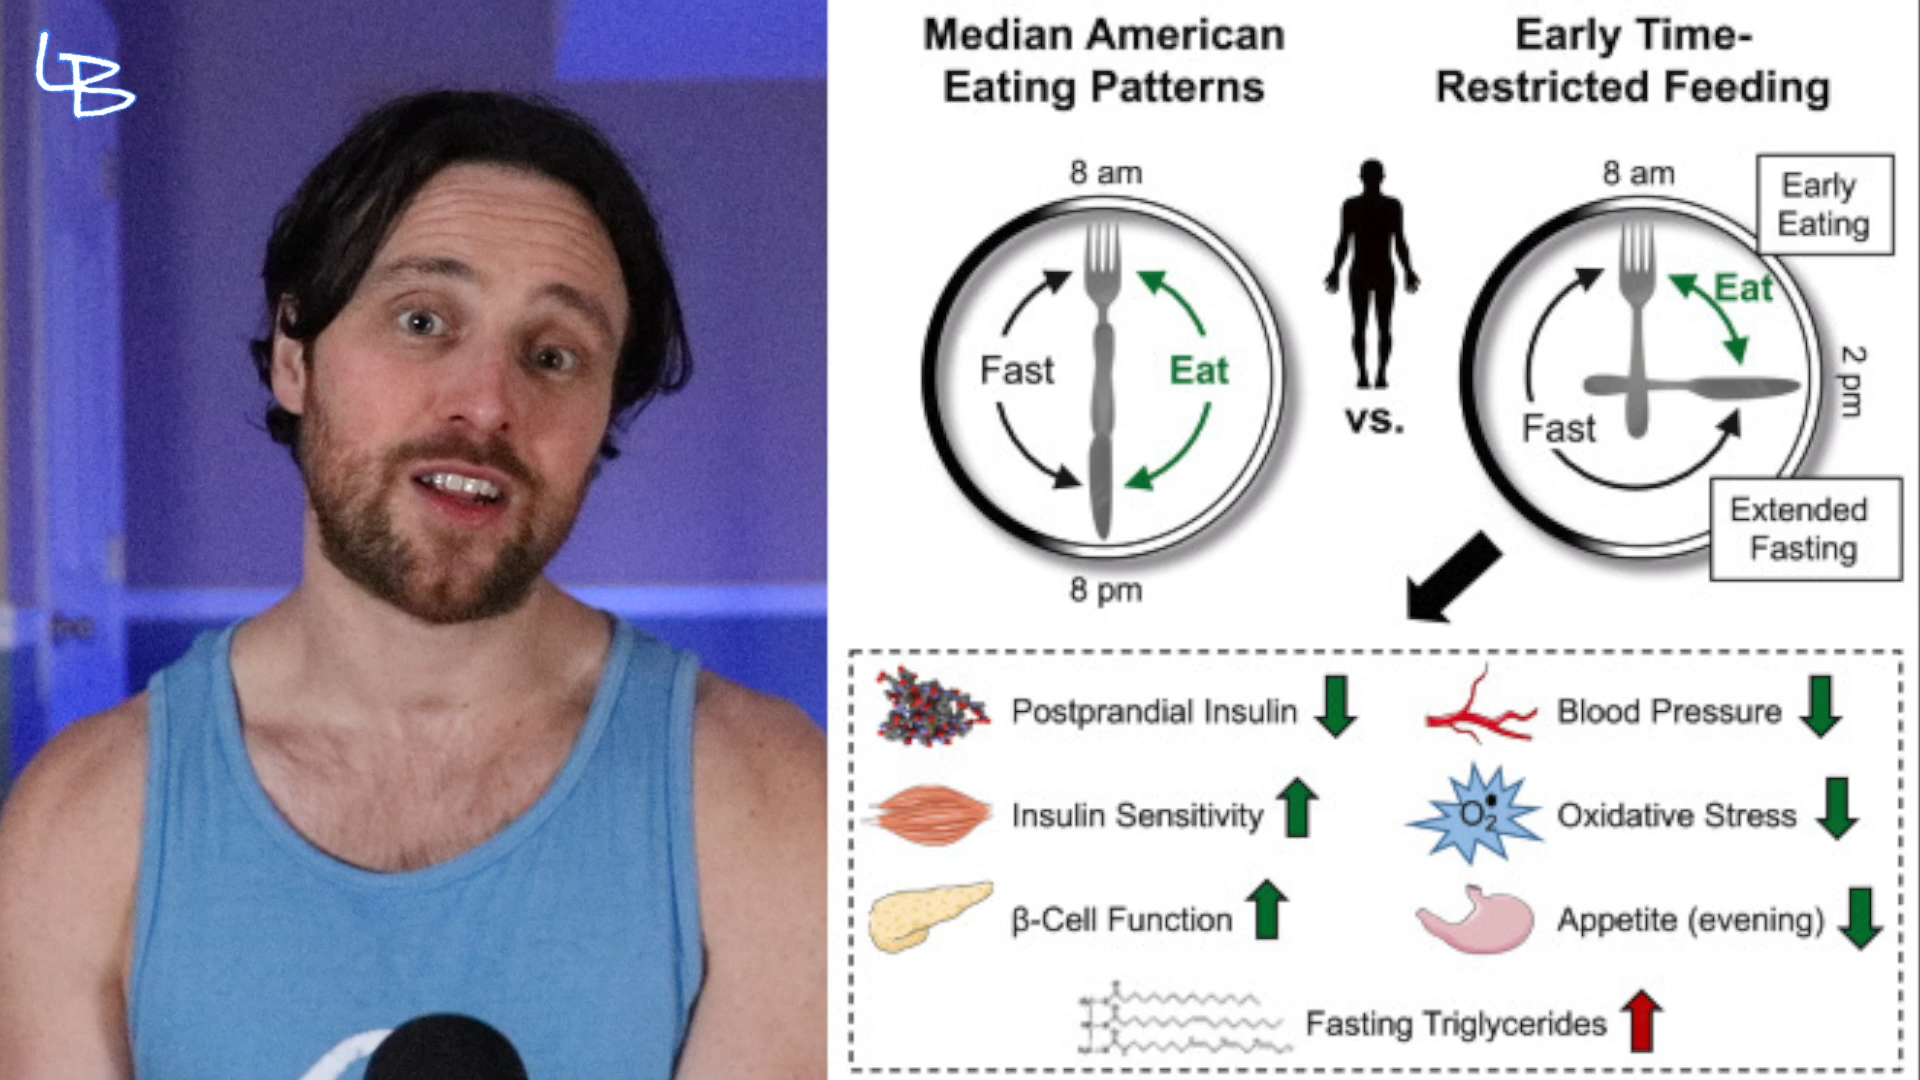 LB
Median American
Eating Patterns
Early Time-
Restricted Feeding
8 am
Fast
Eat
8 pm
vs.
8 am
Early
Eating
Eat
2 pm
Fast
Extended
Fasting
Postprandial Insulin
Blood Pressure
Insulin Sensitivity
O2
Oxidative Stress
β-Cell Function
Appetite (evening)
Fasting Triglycerides